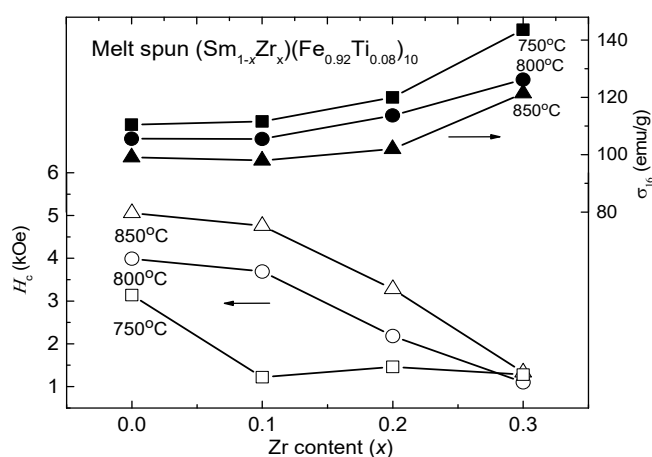 Melt spun (Sm1-xZrx)(Fe0.92Ti0.08)10
750°C
800°C
850°C
140
120
100
80
σ16 (emu/g)
6
5
4
3
2
1
Hc (kOe)
850°C
800°C
750°C
0.0 0.1 0.2 0.3
Zr content (x)